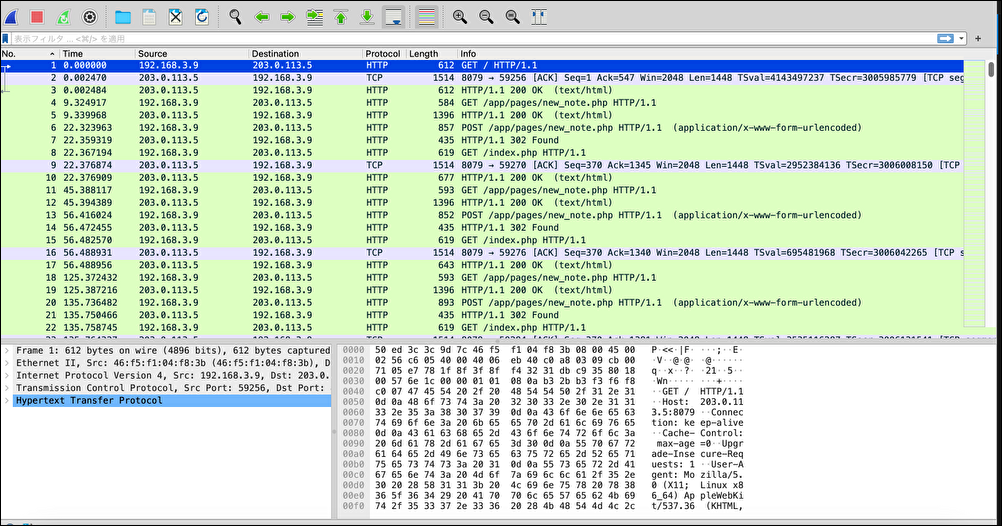 表示フィルタ ... <⌘/> を適用
No. Time Source Destination Protocol Length Info
1 0.000000 192.168.3.9 203.0.113.5 HTTP 612 GET / HTTP/1.1
2 0.002470 192.168.3.9 203.0.113.5 TCP 1514 8079 → 59256 [ACK] Seq=1 Ack=547 Win=2048 Len=1448 TSval=4143497237 TSecr=3005985779 [TCP seg
3 0.002484 192.168.3.9 203.0.113.5 HTTP 612 HTTP/1.1 200 OK (text/html)
4 9.324917 192.168.3.9 203.0.113.5 HTTP 584 GET /app/pages/new_note.php HTTP/1.1
5 9.339968 192.168.3.9 203.0.113.5 HTTP 1396 HTTP/1.1 200 OK (text/html)
6 22.323963 192.168.3.9 203.0.113.5 HTTP 857 POST /app/pages/new_note.php HTTP/1.1 (application/x-www-form-urlencoded)
7 22.359319 192.168.3.9 203.0.113.5 HTTP 435 HTTP/1.1 302 Found
8 22.367194 192.168.3.9 203.0.113.5 HTTP 619 GET /index.php HTTP/1.1
9 22.376874 192.168.3.9 203.0.113.5 TCP 1514 8079 → 59270 [ACK] Seq=370 Ack=1345 Win=2048 Len=1448 TSval=2952384136 TSecr=3006008150 [TCP
10 22.376909 192.168.3.9 203.0.113.5 HTTP 677 HTTP/1.1 200 OK (text/html)
11 45.388117 192.168.3.9 203.0.113.5 HTTP 593 GET /app/pages/new_note.php HTTP/1.1
12 45.394389 192.168.3.9 203.0.113.5 HTTP 1396 HTTP/1.1 200 OK (text/html)
13 56.416024 192.168.3.9 203.0.113.5 HTTP 852 POST /app/pages/new_note.php HTTP/1.1 (application/x-www-form-urlencoded)
14 56.472455 192.168.3.9 203.0.113.5 HTTP 435 HTTP/1.1 302 Found
15 56.482570 192.168.3.9 203.0.113.5 HTTP 619 GET /index.php HTTP/1.1
16 56.488931 192.168.3.9 203.0.113.5 TCP 1514 8079 → 59276 [ACK] Seq=370 Ack=1340 Win=2048 Len=1448 TSval=695481968 TSecr=3006042265 [TCP s
17 56.488956 192.168.3.9 203.0.113.5 HTTP 643 HTTP/1.1 200 OK (text/html)
18 125.372432 192.168.3.9 203.0.113.5 HTTP 593 GET /app/pages/new_note.php HTTP/1.1
19 125.387216 192.168.3.9 203.0.113.5 HTTP 1396 HTTP/1.1 200 OK (text/html)
20 135.736482 192.168.3.9 203.0.113.5 HTTP 893 POST /app/pages/new_note.php HTTP/1.1 (application/x-www-form-urlencoded)
21 135.750466 192.168.3.9 203.0.113.5 HTTP 435 HTTP/1.1 302 Found
22 135.758745 192.168.3.9 203.0.113.5 HTTP 619 GET /index.php HTTP/1.1
Frame 1: 612 bytes on wire (4896 bits), 612 bytes captured
Ethernet II, Src: 46:f5:f1:04:f8:3b (46:f5:f1:04:f8:3b), D
Internet Protocol Version 4, Src: 192.168.3.9, Dst: 203.0.
Transmission Control Protocol, Src Port: 59256, Dst Port:
Hypertext Transfer Protocol
0000 50 ed 3c 3c 9d 7c 46 f5 f1 04 f8 3b 08 00 45 00 P·<<·|F· ···;··E·
0010 02 56 c6 05 40 00 40 06 eb 40 c0 a8 03 09 cb 00 ·V··@·@· ·@······
0020 71 05 e7 78 1f 8f 3f 8f f4 32 31 db c9 35 80 18 q··x··?· ·21··5··
0030 00 57 6e 1c 00 00 01 01 08 0a b3 2b b3 f3 f6 f8 ·Wn····· ···+····
0040 c0 07 47 45 54 20 2f 20 48 54 54 50 2f 31 2e 31 ··GET / HTTP/1.1
0050 0d 0a 48 6f 73 74 3a 20 32 30 33 2e 30 2e 31 31 ··Host: 203.0.11
0060 33 2e 35 3a 38 30 37 39 0d 0a 43 6f 6e 6e 65 63 3.5:8079 ··Connec
0070 74 69 6f 6e 3a 20 6b 65 65 70 2d 61 6c 69 76 65 tion: ke ep-alive
0080 0d 0a 43 61 63 68 65 2d 43 6f 6e 74 72 6f 6c 3a ··Cache- Control:
0090 20 6d 61 78 2d 61 67 65 3d 30 0d 0a 55 70 67 72 max-age =0··Upgr
00a0 61 64 65 2d 49 6e 73 65 63 75 72 65 2d 52 65 71 ade-Inse cure-Req
00b0 75 65 73 74 73 3a 20 31 0d 0a 55 73 65 72 2d 41 uests: 1 ··User-A
00c0 67 65 6e 74 3a 20 4d 6f 7a 69 6c 6c 61 2f 35 2e gent: Mo zilla/5.
00d0 30 20 28 58 31 31 3b 20 4c 69 6e 75 78 20 78 38 0 (X11; Linux x8
00e0 36 5f 36 34 29 20 41 70 70 6c 65 57 65 62 4b 69 6_64) Ap pleWebKi
00f0 74 2f 35 33 37 2e 33 36 20 28 4b 48 54 4d 4c 2c t/537.36 (KHTML,